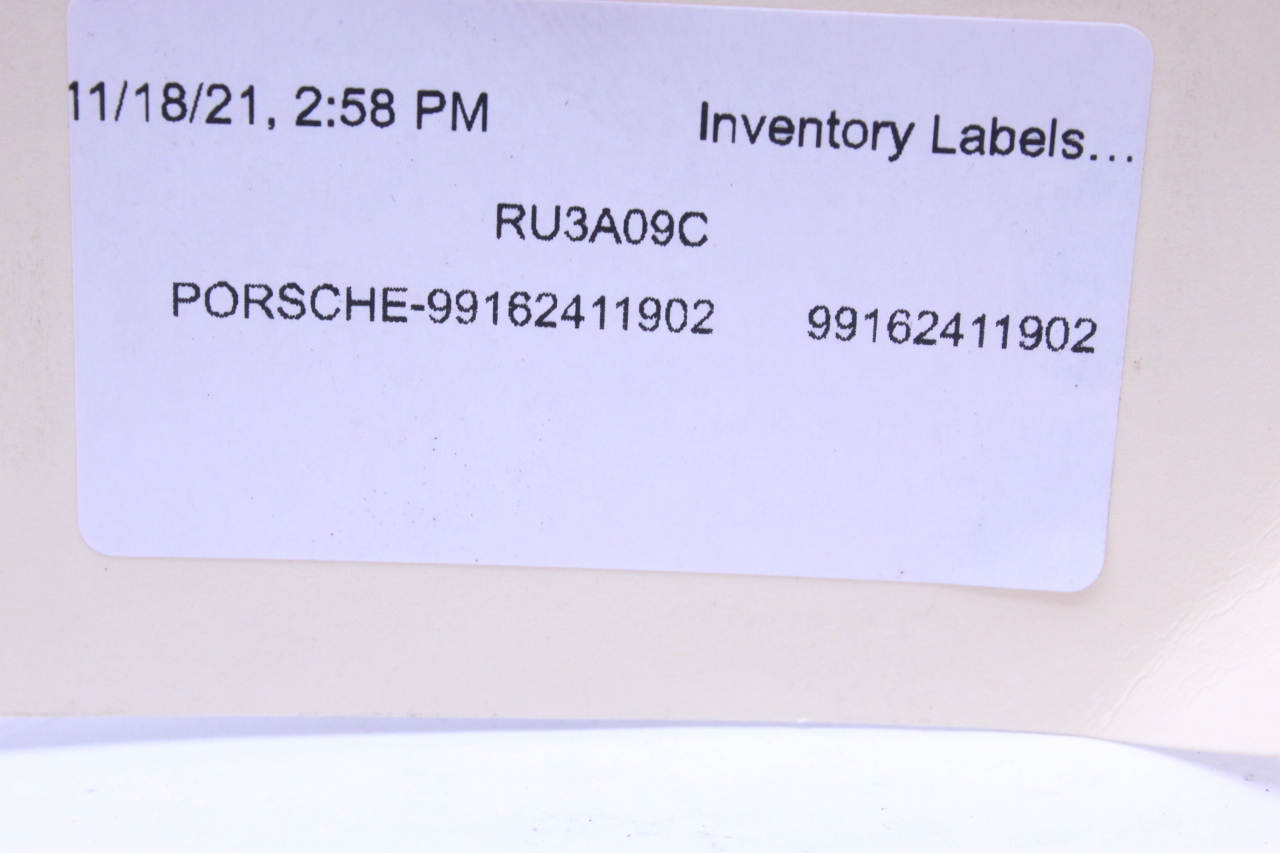 11/18/21, 2:58 PM Inventory Labels...
RU3A09C
PORSCHE-99162411902 99162411902